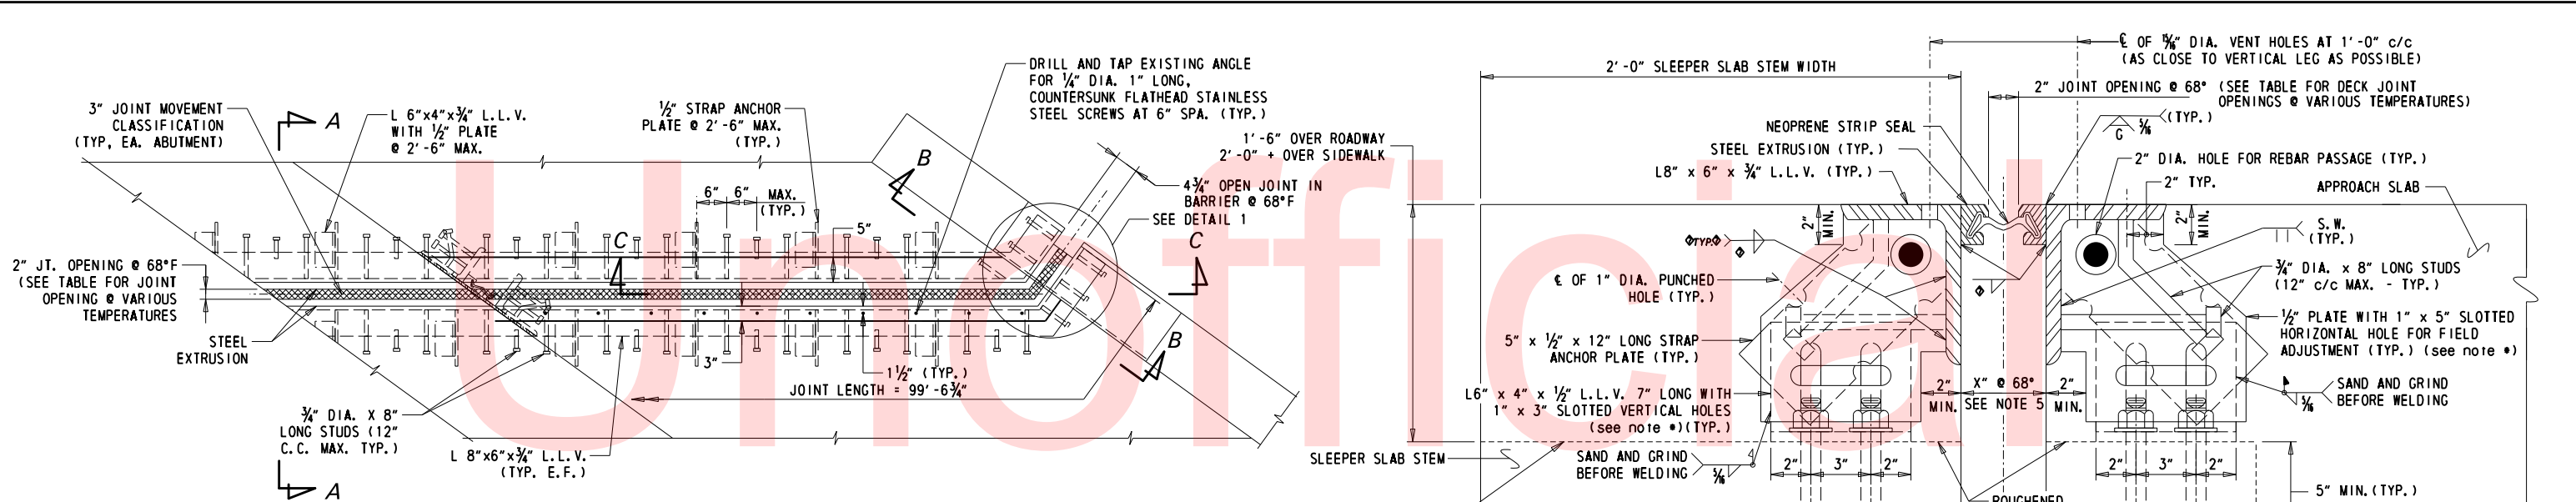 3" JOINT MOVEMENT
CLASSIFICATION
(TYP, EA. ABUTMENT)
A
L 6"x4"x¾" L.L.V.
WITH ½" PLATE
@ 2'-6" MAX.
½" STRAP ANCHOR
PLATE @ 2'-6" MAX.
(TYP.)
DRILL AND TAP EXISTING ANGLE
FOR ¼" DIA. 1" LONG,
COUNTERSUNK FLATHEAD STAINLESS
STEEL SCREWS AT 6" SPA. (TYP.)
B
6" 6" MAX.
(TYP.)
4¾" OPEN JOINT IN
BARRIER @ 68°F
SEE DETAIL 1
5"
C
C
2" JT. OPENING @ 68°F
(SEE TABLE FOR JOINT
OPENING @ VARIOUS
TEMPERATURES
STEEL
EXTRUSION
3"
1½" (TYP.)
JOINT LENGTH = 99'-6¾"
B
¾" DIA. X 8"
LONG STUDS (12"
C.C. MAX. TYP.)
L 8"x6"x¾" L.L.V.
(TYP. E.F.)
A
2'-0" SLEEPER SLAB STEM WIDTH
℄ OF ¹⁵⁄₁₆" DIA. VENT HOLES AT 1'-0" c/c
(AS CLOSE TO VERTICAL LEG AS POSSIBLE)
2" JOINT OPENING @ 68° (SEE TABLE FOR DECK JOINT
OPENINGS @ VARIOUS TEMPERATURES)
1'-6" OVER ROADWAY
2'-0" + OVER SIDEWALK
NEOPRENE STRIP SEAL
STEEL EXTRUSION (TYP.)
L8" x 6" x ¾" L.L.V. (TYP.)
G ⁵⁄₁₆ (TYP.)
2" DIA. HOLE FOR REBAR PASSAGE (TYP.)
2" TYP.
APPROACH SLAB
2" MIN.
2" MIN.
TYP.
S.W.
(TYP.)
℄ OF 1" DIA. PUNCHED
HOLE (TYP.)
¾" DIA. x 8" LONG STUDS
(12" c/c MAX. - TYP.)
5" x ½" x 12" LONG STRAP
ANCHOR PLATE (TYP.)
½" PLATE WITH 1" x 5" SLOTTED
HORIZONTAL HOLE FOR FIELD
ADJUSTMENT (TYP.) (see note *)
L6" x 4" x ½" L.L.V. 7" LONG WITH
1" x 3" SLOTTED VERTICAL HOLES
(see note *)(TYP.)
2"
MIN.
X" @ 68°
SEE NOTE 5
2"
MIN.
⁵⁄₁₆
SAND AND GRIND
BEFORE WELDING
SLEEPER SLAB STEM
SAND AND GRIND
BEFORE WELDING
⁵⁄₁₆
2" 3" 2"
2" 3" 2"
5" MIN.(TYP.)
ROUGHENED
Unofficial